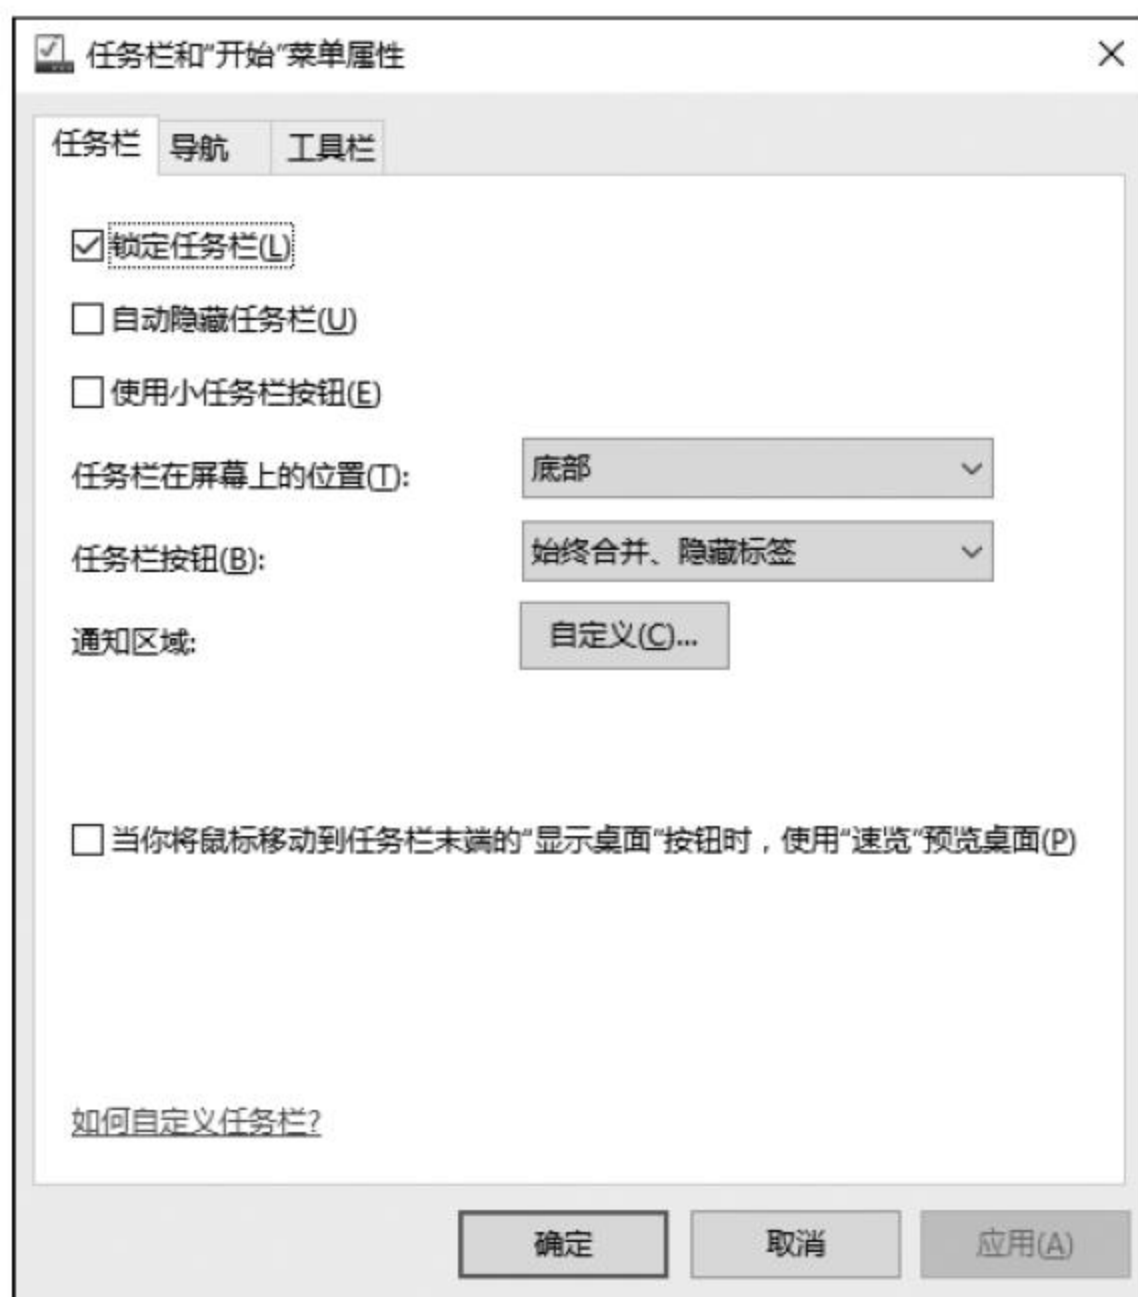 任务栏和“开始”菜单属性
任务栏 导航 工具栏
锁定任务栏(L)
自动隐藏任务栏(U)
使用小任务栏按钮(E)
任务栏在屏幕上的位置(T): 底部
任务栏按钮(B): 始终合并、隐藏标签
通知区域: 自定义(C)...
当你将鼠标移动到任务栏末端的“显示桌面”按钮时，使用“速览”预览桌面(P)
如何自定义任务栏?
确定 取消 应用(A)